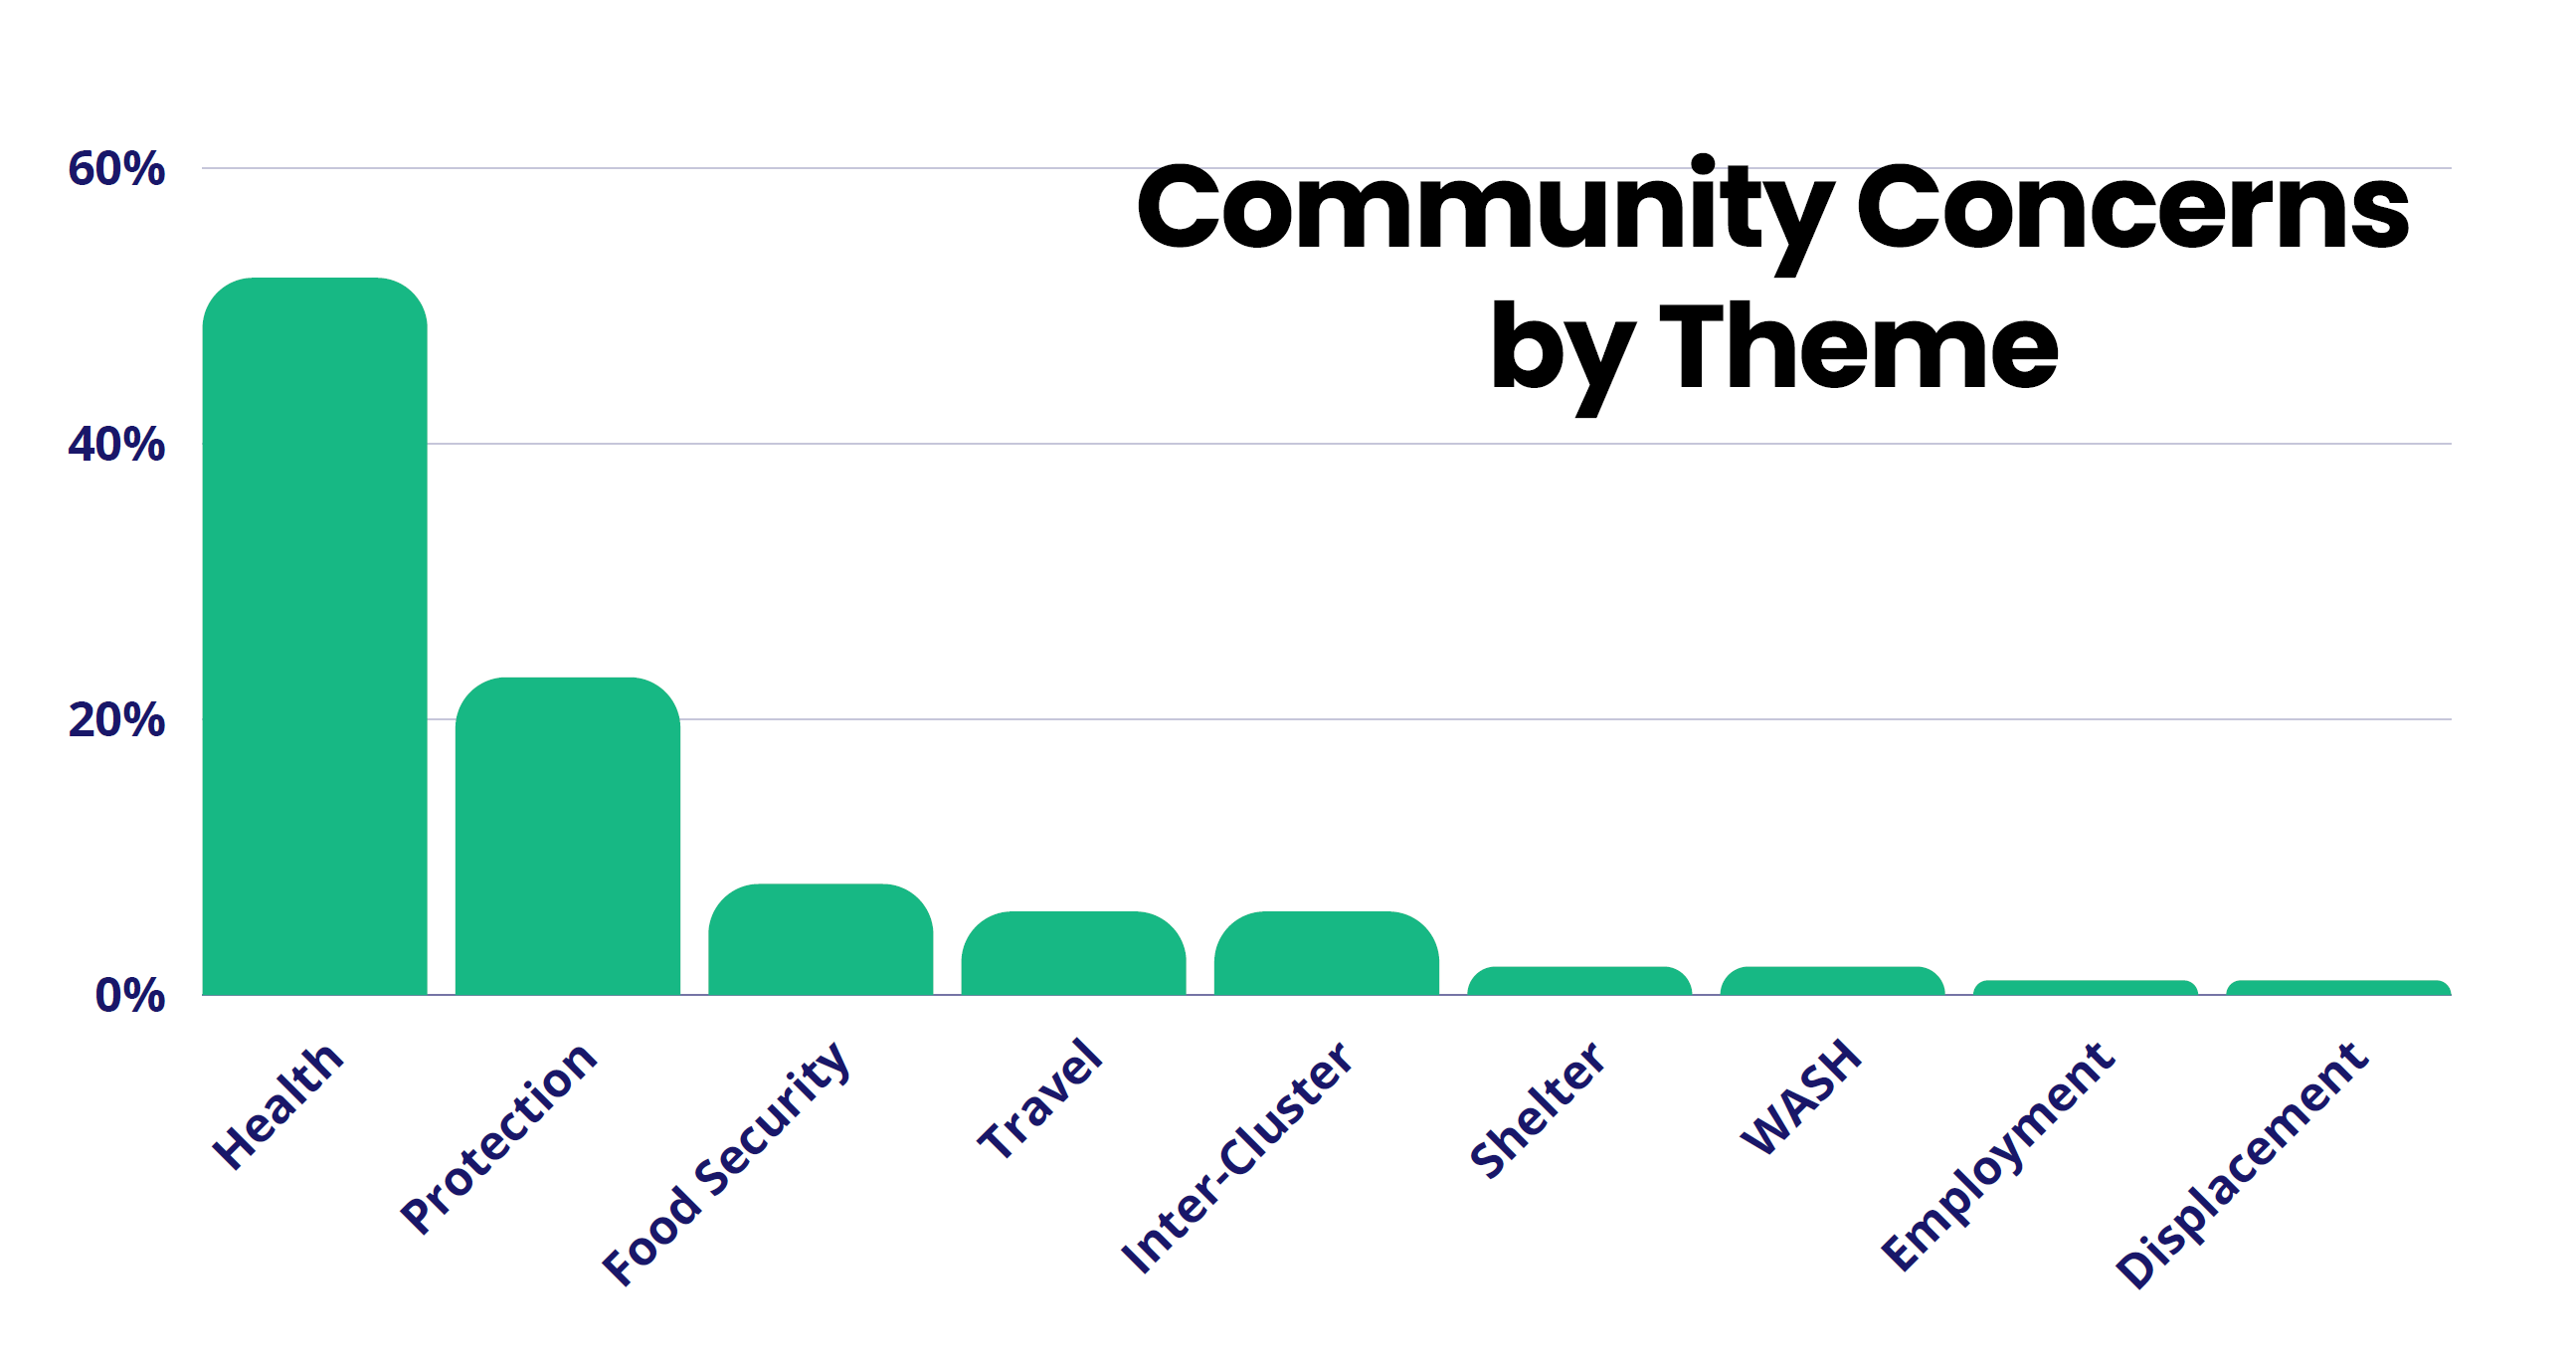 Community Concerns
by Theme
60%
40%
20%
0%
Health
Protection
Food Security
Travel
Inter-Cluster
Shelter
WASH
Employment
Displacement